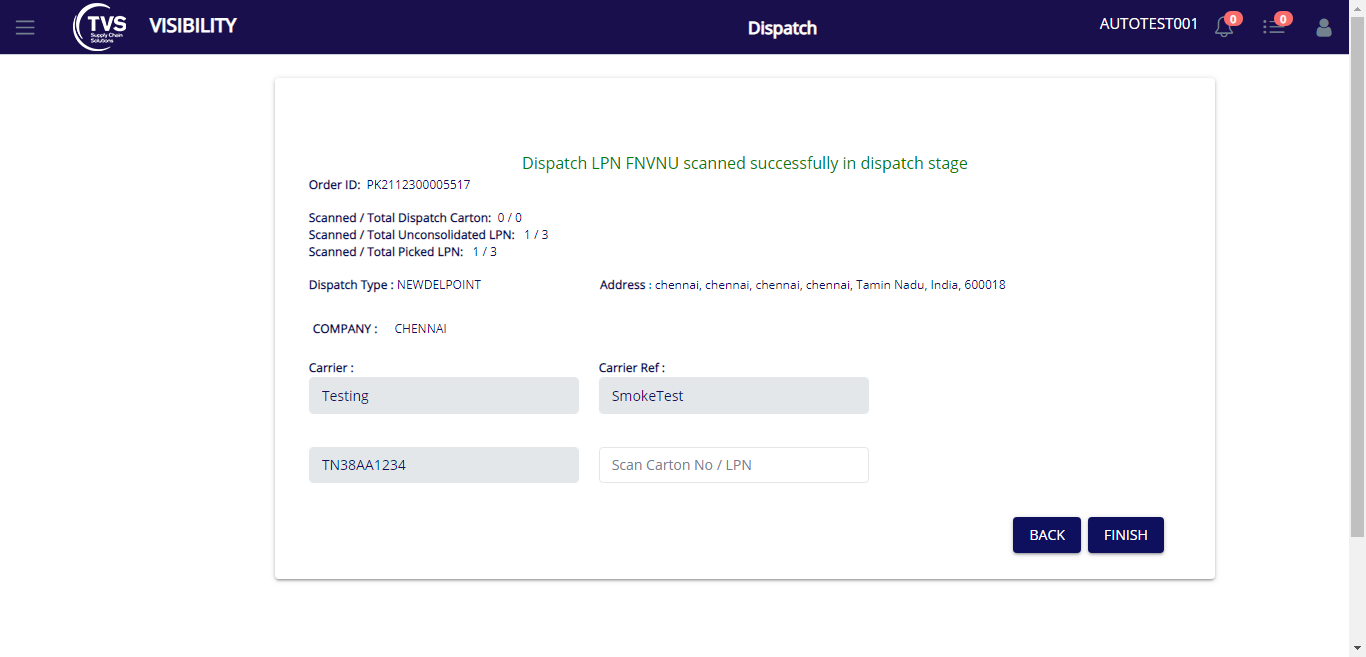 TVS
Supply Chain
Solutions
VISIBILITY
Dispatch
AUTOTEST001
0
0
Dispatch LPN FNVNU scanned successfully in dispatch stage
Order ID: PK2112300005517
Scanned / Total Dispatch Carton: 0 / 0
Scanned / Total Unconsolidated LPN: 1 / 3
Scanned / Total Picked LPN: 1 / 3
Dispatch Type : NEWDELPOINT
Address : chennai, chennai, chennai, chennai, Tamin Nadu, India, 600018
COMPANY : CHENNAI
Carrier :
Carrier Ref :
Testing
SmokeTest
TN38AA1234
Scan Carton No / LPN
BACK
FINISH